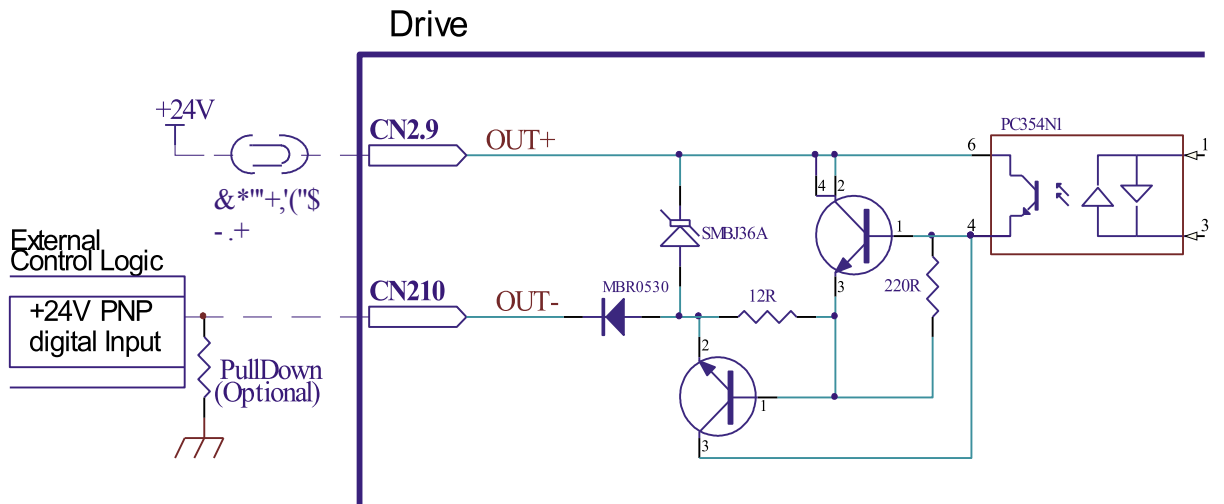 Drive
+24V
CN2.9
OUT+
PC354N1
6
1
&*'"+,'("$
- .+
4
2
External
Control Logic
SMBJ36A
1
4
3
+24V PNP
digital Input
CN210
OUT-
MBR0530
12R
3
220R
2
PullDown
(Optional)
1
3